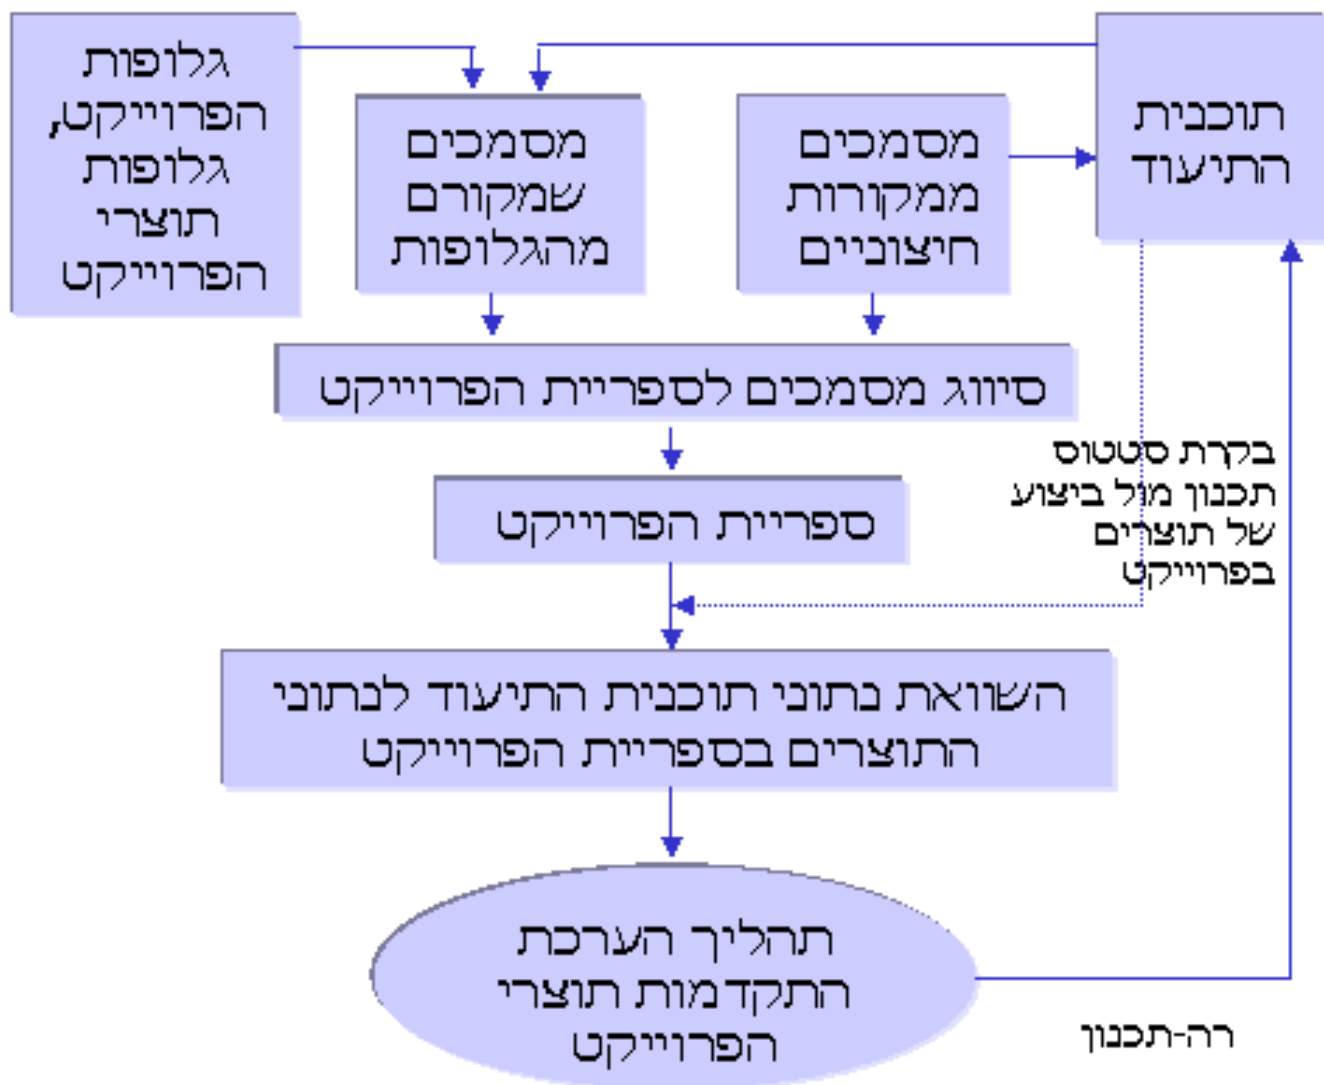 תוכנית
התיעוד
מסמכים
ממקורות
חיצוניים
מסמכים
שמקורם
מהגלופות
גלופות
הפרוייקט,
גלופות
תוצרי
הפרוייקט
סיווג מסמכים לספריית הפרוייקט
ספריית הפרוייקט
בקרת סטטוס
תכנון מול ביצוע
של תוצרים
בפרוייקט
השוואת נתוני תוכנית התיעוד לנתוני
התוצרים בספריית הפרוייקט
תהליך הערכת
התקדמות תוצרי
הפרוייקט
רה-תכנון